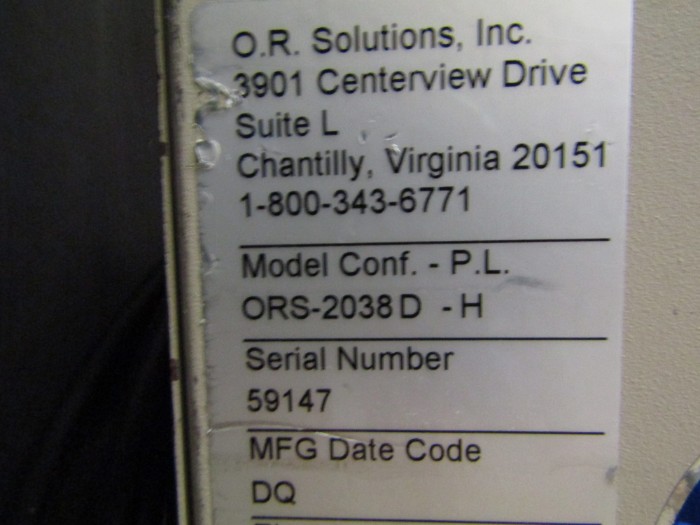 O.R. Solutions, Inc.
3901 Centerview Drive
Suite L
Chantilly, Virginia 20151
1-800-343-6771
Model Conf. - P.L.
ORS-2038 D - H
Serial Number
59147
MFG Date Code
DQ